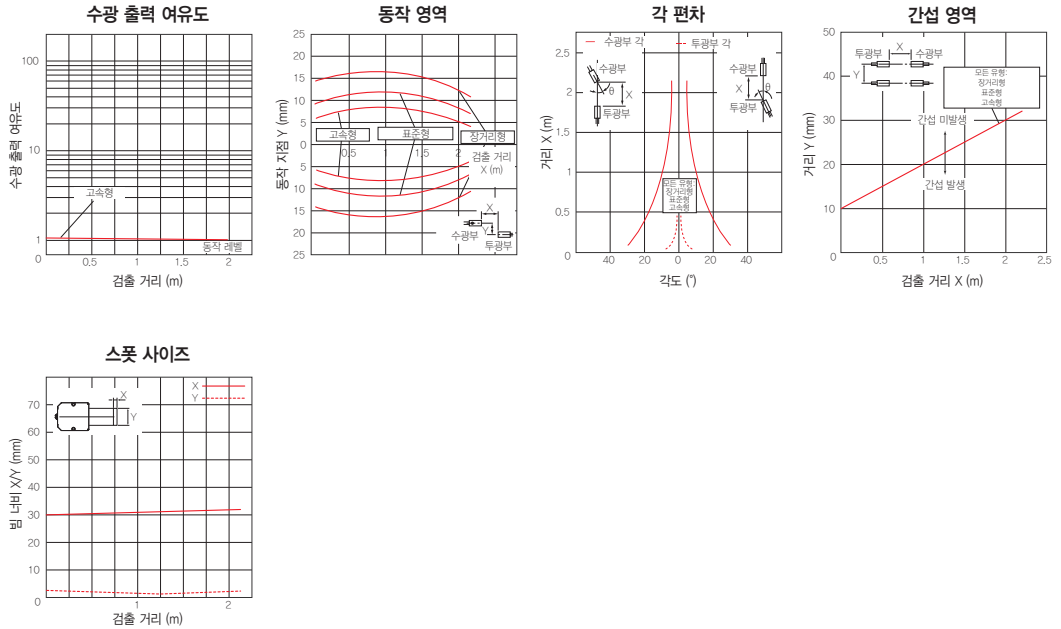 수광 출력 여유도
수광 출력 여유도
100
10
1
0
고속형
동작 레벨
0.5
1
1.5
2
검출 거리 (m)
동작 영역
동작 지점 Y (mm)
25
20
15
10
5
0
5
10
15
20
25
고속형
표준형
장거리형
0.5
1
1.5
2
검출 거리
X (m)
X
Y
수광부
투광부
각 편차
거리 X (m)
2.5
2
1.5
1
0.5
0
수광부 각
투광부 각
수광부
θ
X
투광부
수광부
X
θ
투광부
모든 유형:
장거리형
표준형
고속형
40
20
0
20
40
각도 (°)
간섭 영역
거리 Y (mm)
50
40
30
20
10
0
투광부
X
수광부
Y
모든 유형:
장거리형
표준형
고속형
간섭 미발생
간섭 발생
0.5
1
1.5
2
2.5
검출 거리 X (m)
스폿 사이즈
빔 너비 X/Y (mm)
70
60
50
40
30
20
10
0
X
Y
X
Y
1
2
검출 거리 (m)